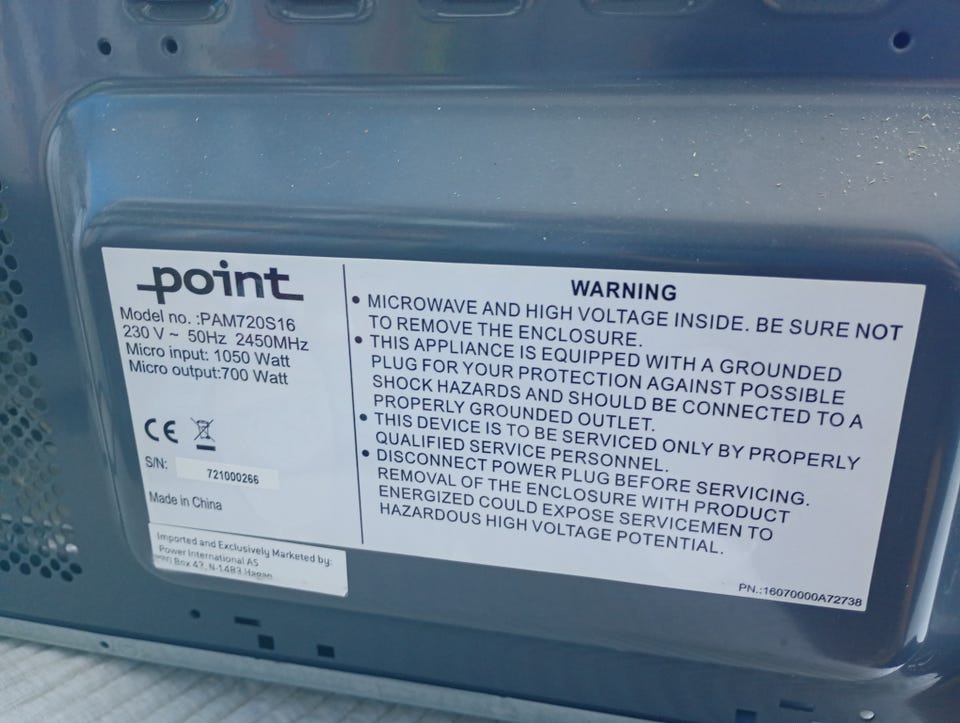 point
Model no. :PAM720S16
230 V ~ 50Hz 2450MHz
Micro input: 1050 Watt
Micro output:700 Watt
CE
S/N: 721000266
Made in China
Imported and Exclusively Marketed by:
Power International AS
Box 43, N-1483 Hagan
WARNING
• MICROWAVE AND HIGH VOLTAGE INSIDE. BE SURE NOT
TO REMOVE THE ENCLOSURE.
• THIS APPLIANCE IS EQUIPPED WITH A GROUNDED
PLUG FOR YOUR PROTECTION AGAINST POSSIBLE
SHOCK HAZARDS AND SHOULD BE CONNECTED TO A
PROPERLY GROUNDED OUTLET.
• THIS DEVICE IS TO BE SERVICED ONLY BY PROPERLY
QUALIFIED SERVICE PERSONNEL.
• DISCONNECT POWER PLUG BEFORE SERVICING.
REMOVAL OF THE ENCLOSURE WITH PRODUCT
ENERGIZED COULD EXPOSE SERVICEMEN TO
HAZARDOUS HIGH VOLTAGE POTENTIAL.
PN.:16070000A72738